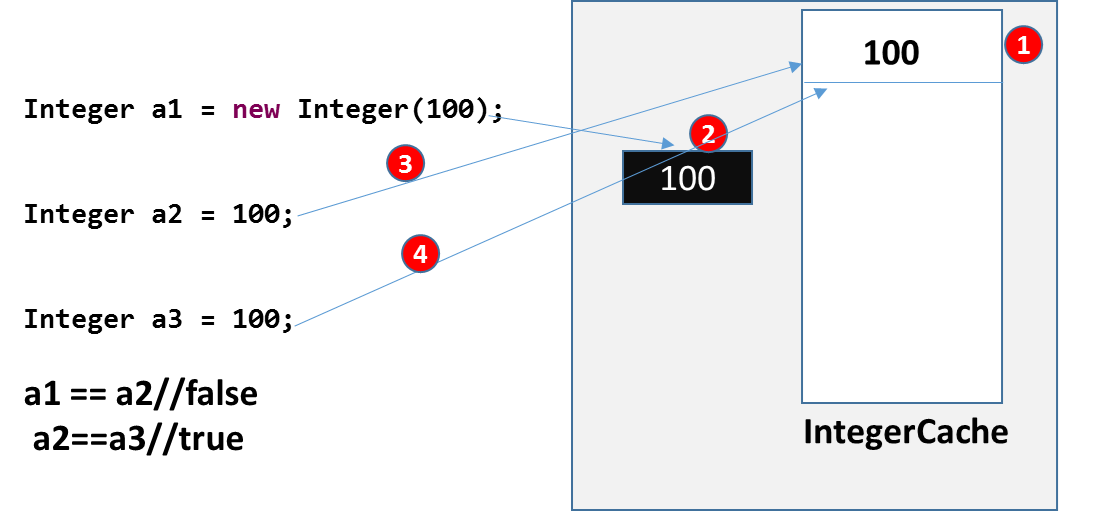 100
1
Integer a1 = new Integer(100);
2
3
100
Integer a2 = 100;
4
Integer a3 = 100;
a1 == a2//false
a2==a3//true
IntegerCache